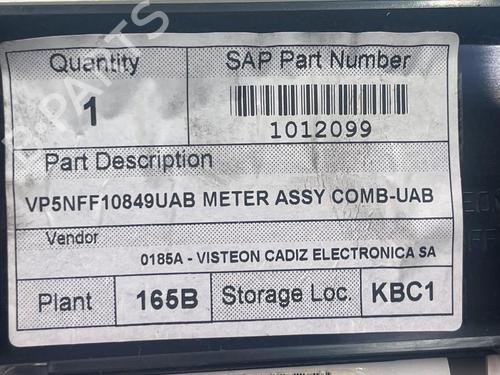 B-PARTS
Quantity
SAP Part Number
1
1012099
Part Description
VP5NFF10849UAB METER ASSY COMB-UAB
Vendor
0185A - VISTEON CADIZ ELECTRONICA SA
Plant
165B
Storage Loc.
KBC1